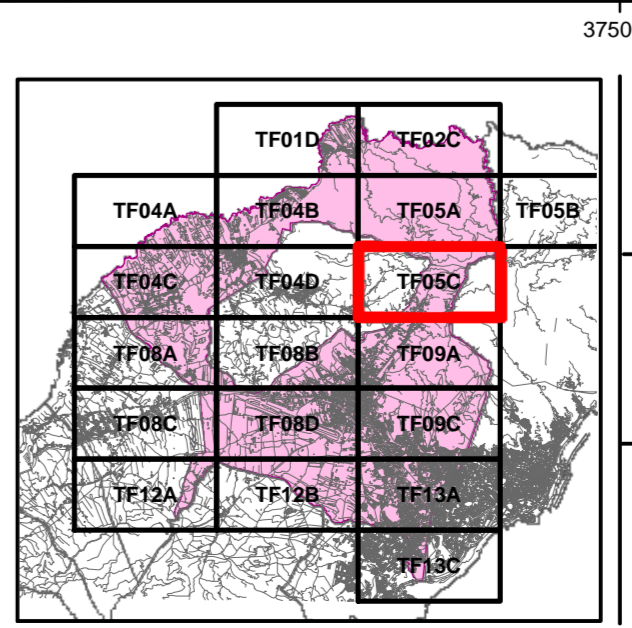 3750
TF01D TF02C
TF04A TF04B TF05A TF05B
TF04C TF04D TF05C
TF08A TF08B TF09A
TF08C TF08D TF09C
TF12A TF12B TF13A
TF13C